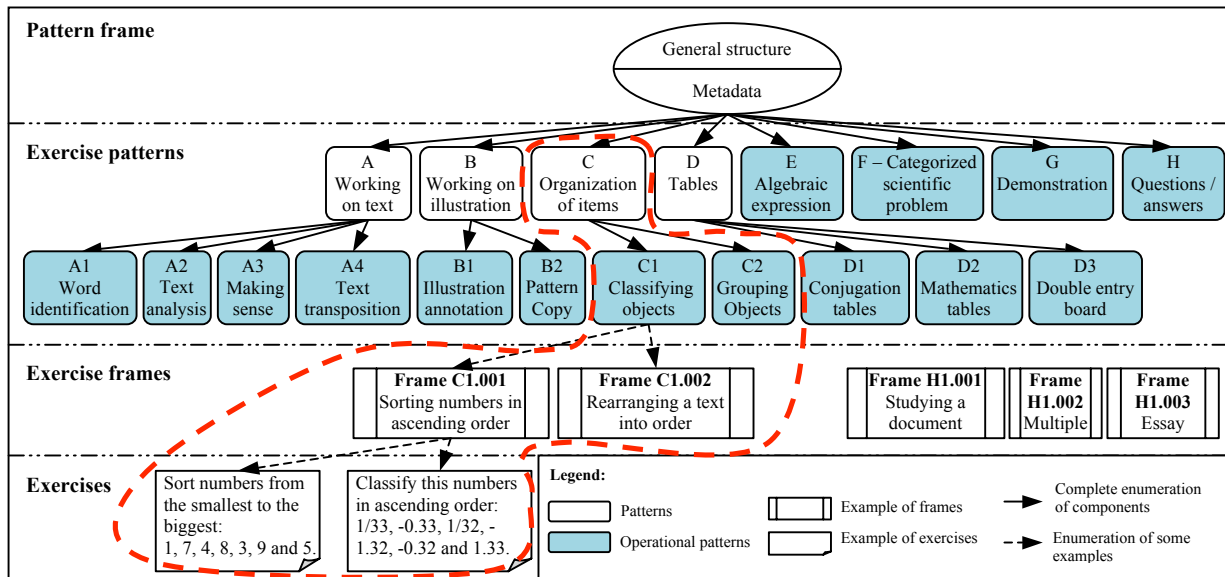 Pattern frame
General structure
Metadata
Exercise patterns
A
Working
on text
B
Working on
illustration
C
Organization
of items
D
Tables
E
Algebraic
expression
F – Categorized
scientific
problem
G
Demonstration
H
Questions /
answers
A1
Word
identification
A2
Text
analysis
A3
Making
sense
A4
Text
transposition
B1
Illustration
annotation
B2
Pattern
Copy
C1
Classifying
objects
C2
Grouping
Objects
D1
Conjugation
tables
D2
Mathematics
tables
D3
Double entry
board
Exercise frames
Frame C1.001
Sorting numbers in
ascending order
Frame C1.002
Rearranging a text
into order
Frame H1.001
Studying a
document
Frame
H1.002
Multiple
Frame
H1.003
Essay
Exercises
Sort numbers from
the smallest to the
biggest:
1, 7, 4, 8, 3, 9 and 5.
Classify this numbers
in ascending order:
1/33, -0.33, 1/32, -
1.32, -0.32 and 1.33.
Legend:
Patterns
Operational patterns
Example of frames
Example of exercises
Complete enumeration
of components
Enumeration of some
examples